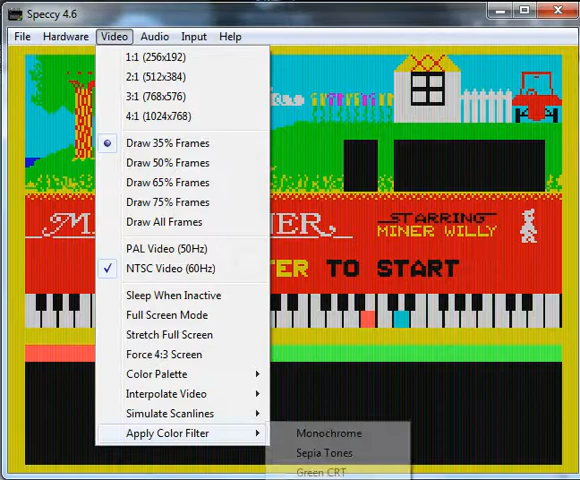 Speccy 4.6
File Hardware Video Audio Input Help
1:1 (256x192)
2:1 (512x384)
3:1 (768x576)
4:1 (1024x768)
Draw 35% Frames
Draw 50% Frames
Draw 65% Frames
Draw 75% Frames
Draw All Frames
PAL Video (50Hz)
NTSC Video (60Hz)
Sleep When Inactive
Full Screen Mode
Stretch Full Screen
Force 4:3 Screen
Color Palette
Interpolate Video
Simulate Scanlines
Apply Color Filter
Monochrome
Sepia Tones
Green CRT
STARRING
MINER WILLY
TO START